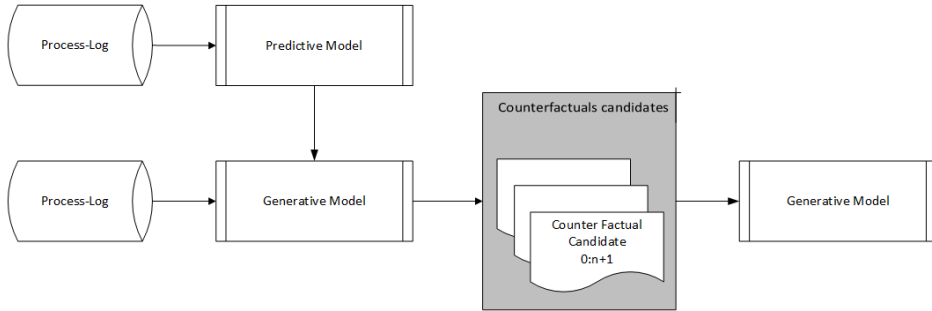 Process-Log
Predictive Model
Counterfactuals candidates
Process-Log
Generative Model
Generative Model
Counter Factual
Candidate
0:n+1